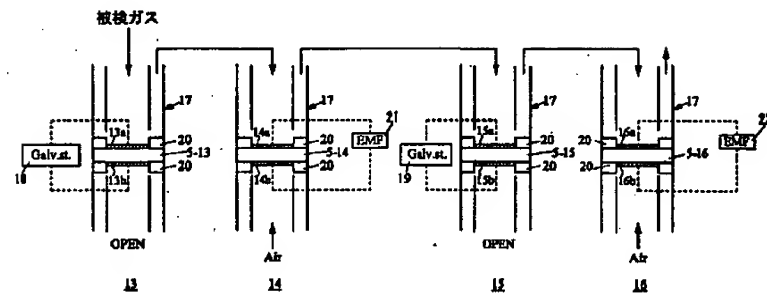 被検ガス
17
17
17
17
21
22
13a
14a
15a
16a
20
EMF
20
20
EMF
Galv.st.
5-13
5-14
Galv.st.
5-15
20
5-16
18
13b
20
14b
20
19
15b
20
20
16b
OPEN
Air
OPEN
Air
13
14
15
16